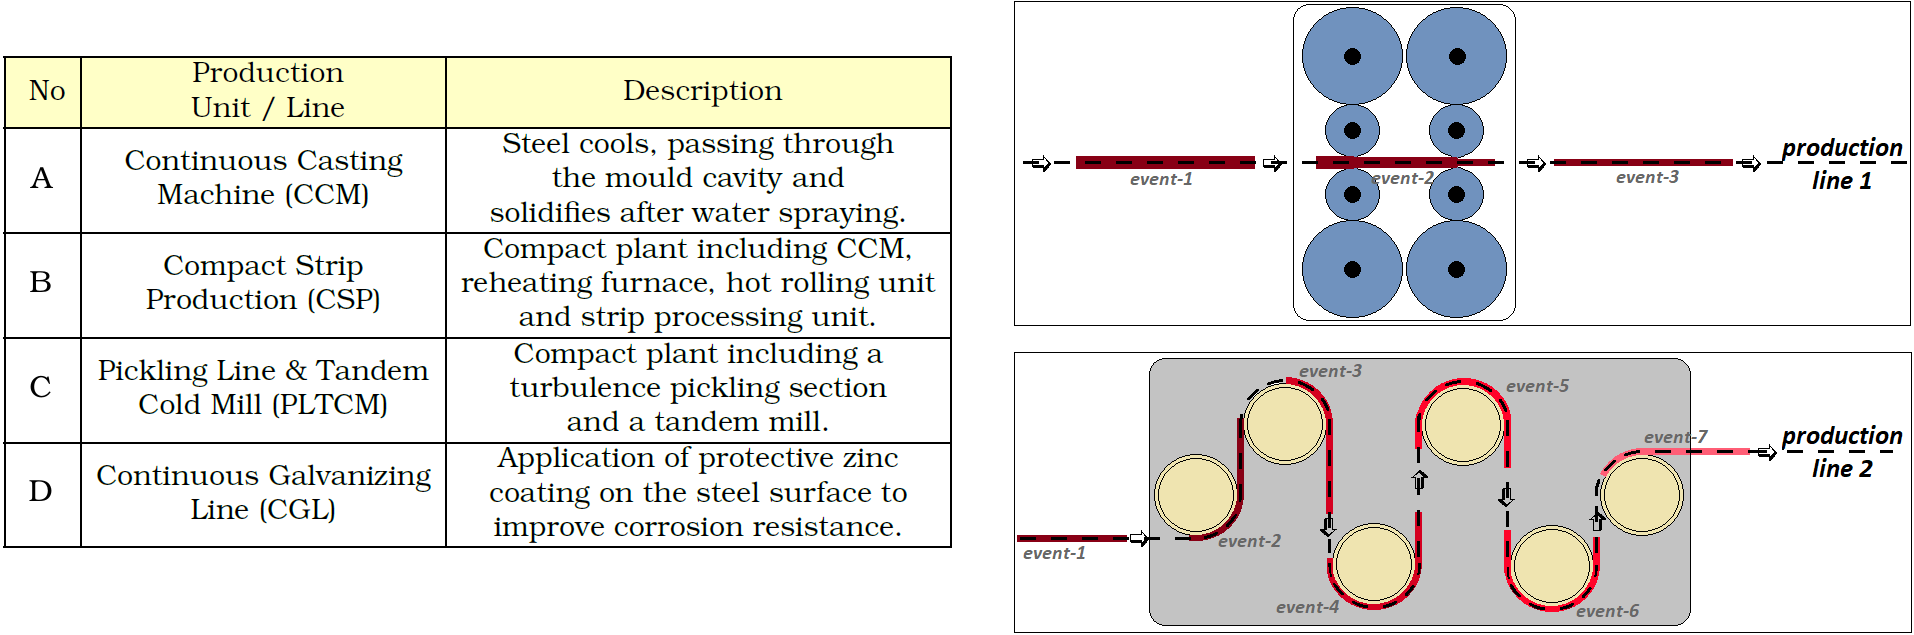 No
Production
Unit / Line
Description
A
Continuous Casting
Machine (CCM)
Steel cools, passing through
the mould cavity and
solidifies after water spraying.
B
Compact Strip
Production (CSP)
Compact plant including CCM,
reheating furnace, hot rolling unit
and strip processing unit.
C
Pickling Line & Tandem
Cold Mill (PLTCM)
Compact plant including a
turbulence pickling section
and a tandem mill.
D
Continuous Galvanizing
Line (CGL)
Application of protective zinc
coating on the steel surface to
improve corrosion resistance.
event-1
event-2
event-3
production
line 1
event-1
event-2
event-3
event-4
event-5
event-6
event-7
production
line 2